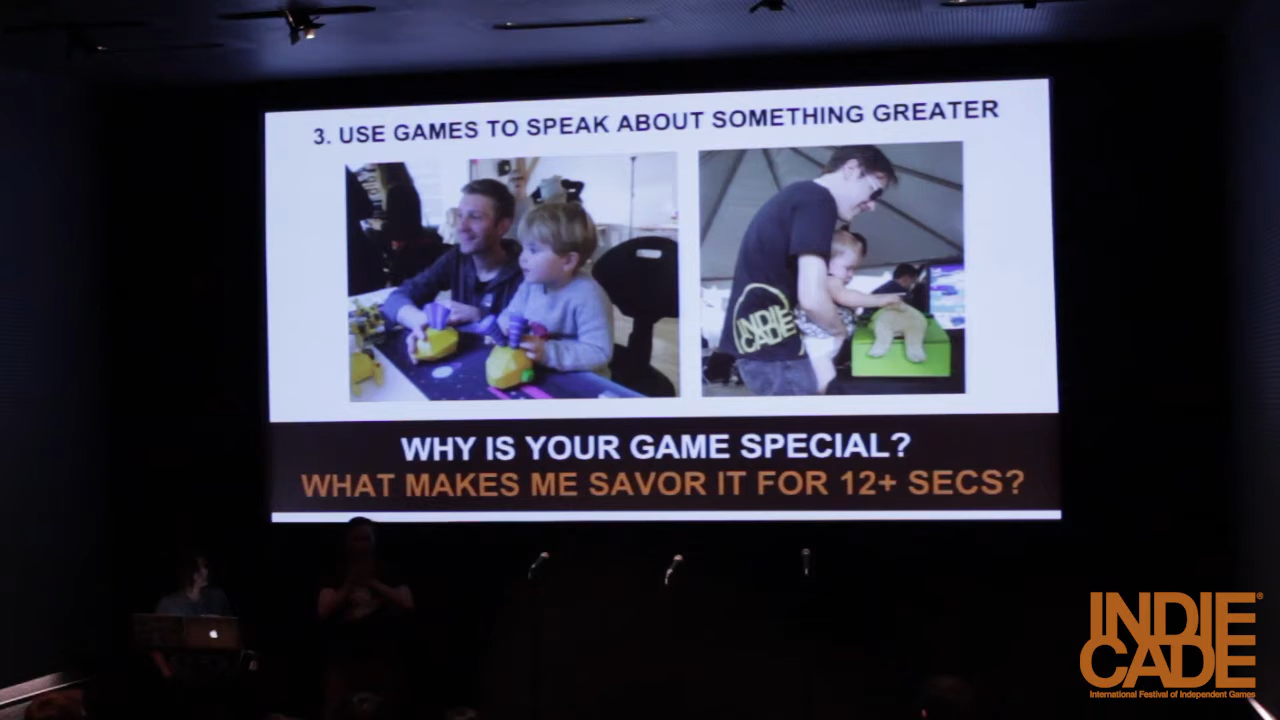 3. USE GAMES TO SPEAK ABOUT SOMETHING GREATER
INDIE
CADE
WHY IS YOUR GAME SPECIAL?
WHAT MAKES ME SAVOR IT FOR 12+ SECS?
INDIE®
CADE
International Festival of Independent Games